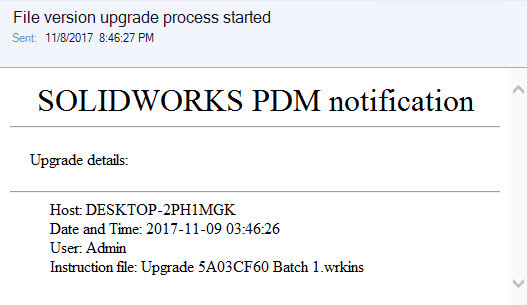 File version upgrade process started
Sent: 11/8/2017 8:46:27 PM
SOLIDWORKS PDM notification
Upgrade details:
Host: DESKTOP-2PH1MGK
Date and Time: 2017-11-09 03:46:26
User: Admin
Instruction file: Upgrade 5A03CF60 Batch 1.wrkins